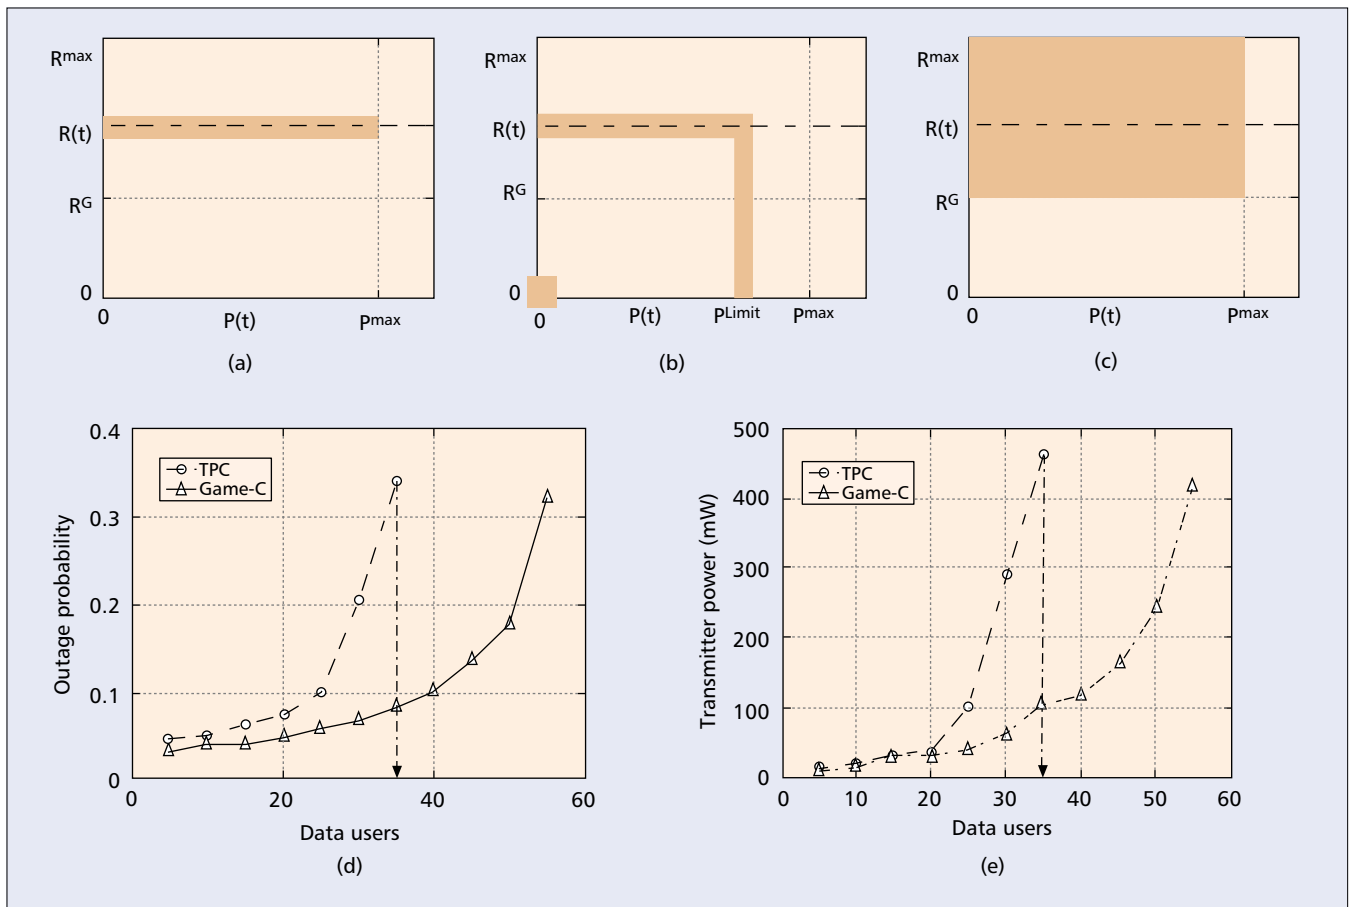 Rmax
R(t)
RG
0
0 P(t) Pmax
(a)
Rmax
R(t)
RG
0
0 P(t) PLimit Pmax
(b)
Rmax
R(t)
RG
0
0 P(t) Pmax
(c)
0.4
0.3
0.2
0.1
0
Outage probability
TPC
Game-C
0 20 40 60
Data users
(d)
500
400
300
200
100
0
Transmitter power (mW)
TPC
Game-C
0 10 20 30 40 50 60
Data users
(e)